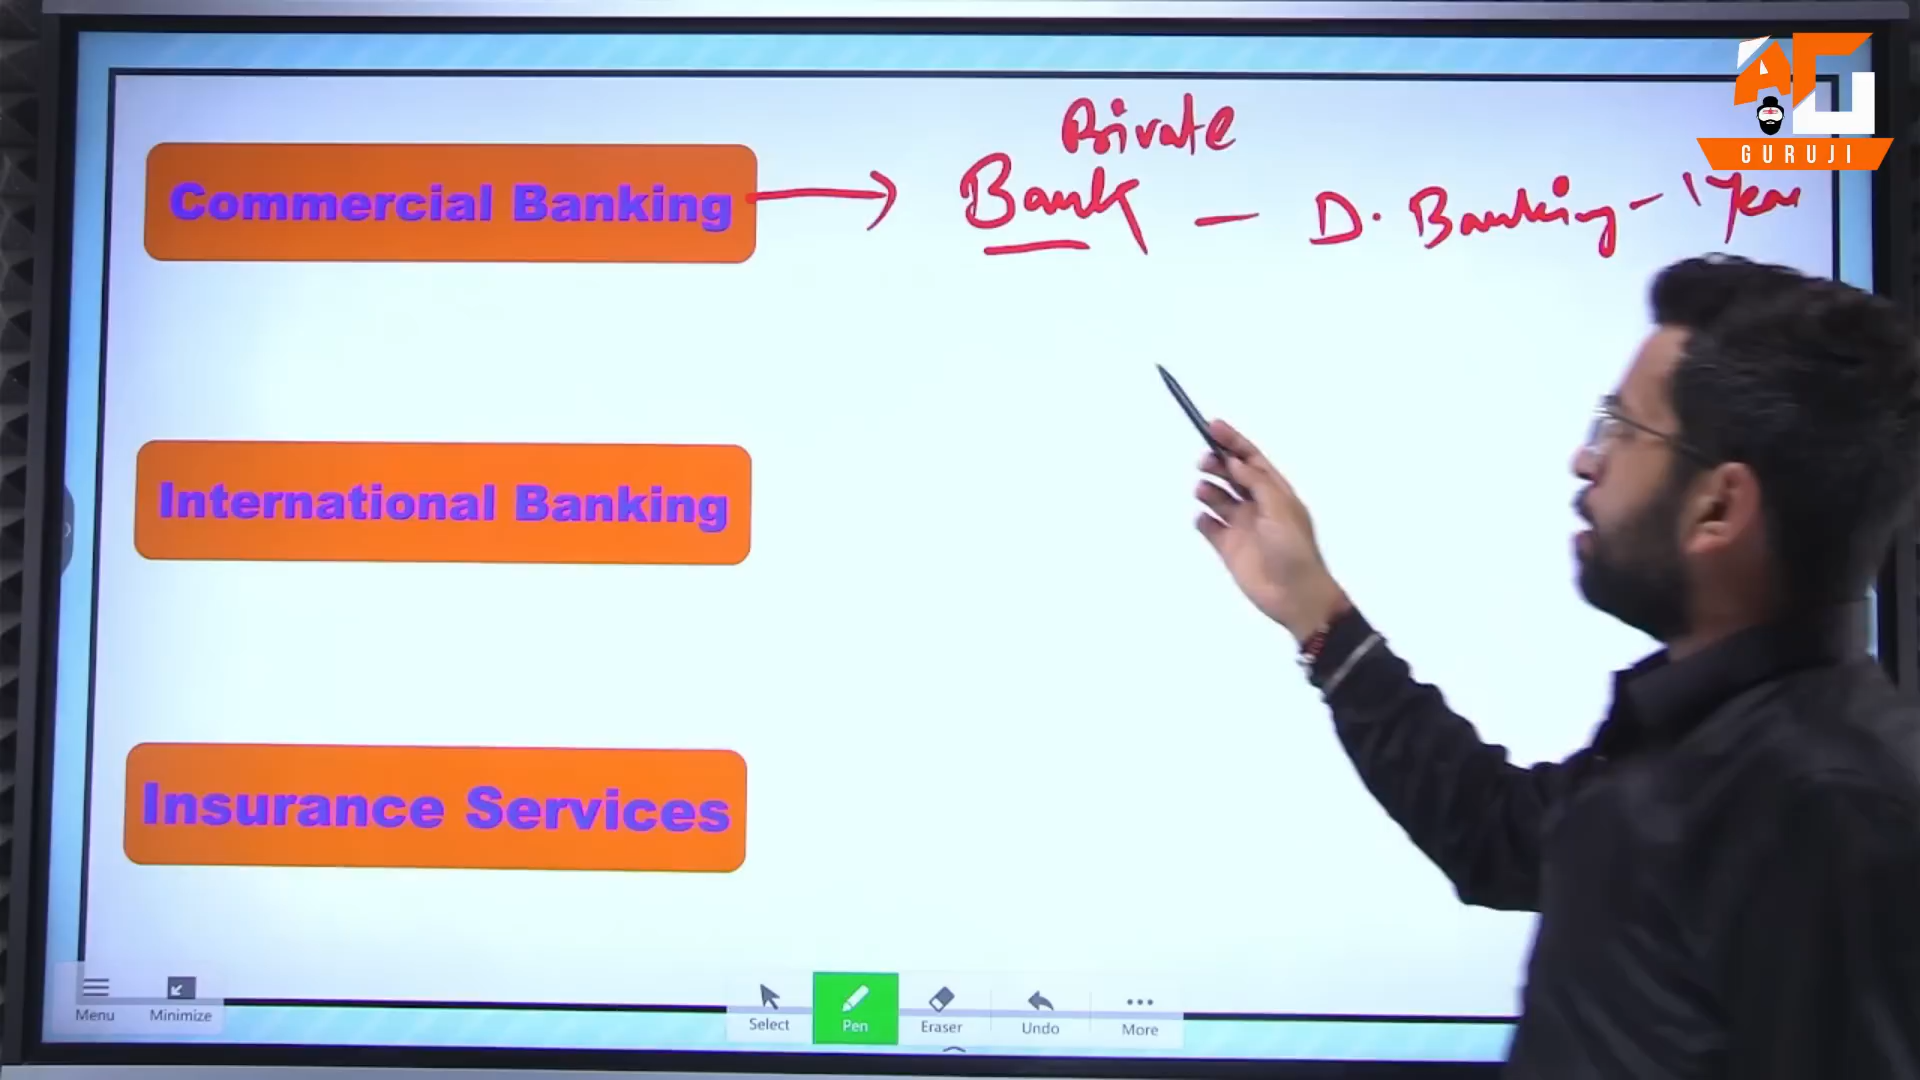 AG
GURUJI
Private
Commercial Banking
Bank - D. Banking - 1 Year
International Banking
Insurance Services
Menu
Minimize
Select
Pen
Eraser
Undo
More